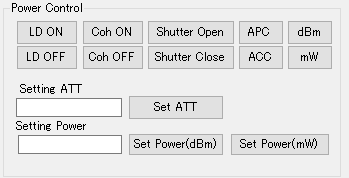 Power Control
LD ON Coh ON Shutter Open APC dBm
LD OFF Coh OFF Shutter Close ACC mW
Setting ATT
Set ATT
Setting Power
Set Power(dBm) Set Power(mW)